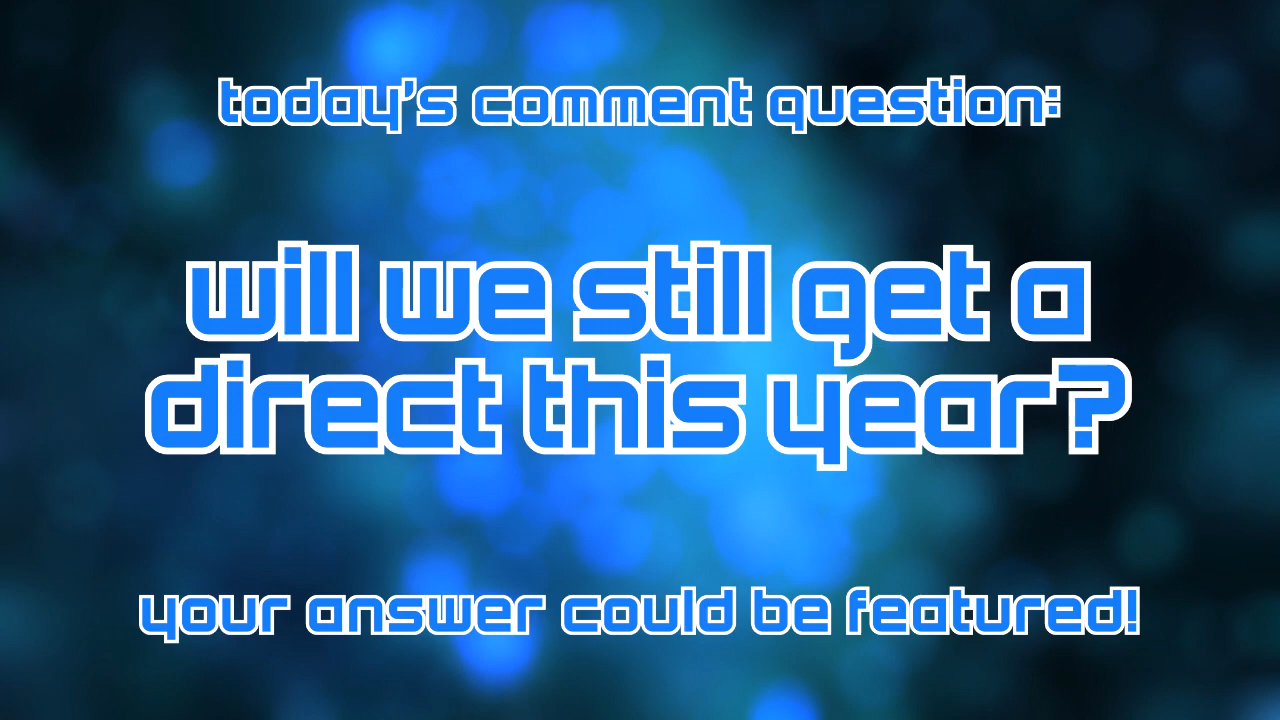 today's comment question:
will we still get a
direct this year?
your answer could be featured!